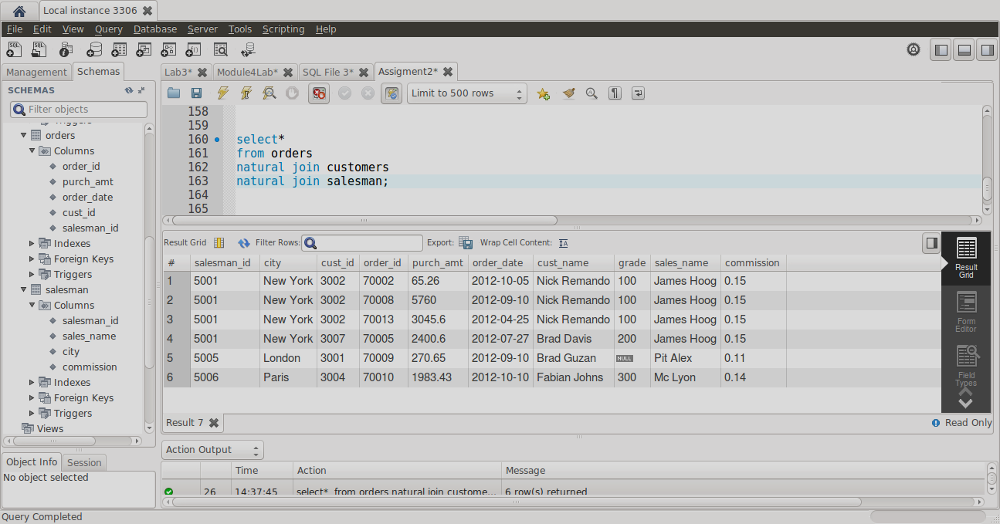 Local instance 3306
File Edit View Query Database Server Tools Scripting Help
Management Schemas
Lab3* Module4Lab* SQL File 3* Assigment2*
SCHEMAS
Filter objects
Limit to 500 rows
orders
Columns
order_id
purch_amt
order_date
cust_id
salesman_id
Indexes
Foreign Keys
Triggers
salesman
Columns
salesman_id
sales_name
city
commission
Indexes
Foreign Keys
Triggers
Views
Object Info Session
No object selected
158
159
160 select*
161 from orders
162 natural join customers
163 natural join salesman;
164
165
Result Grid Filter Rows: Export: Wrap Cell Content:
# salesman_id city cust_id order_id purch_amt order_date cust_name grade sales_name commission
1 5001 New York 3002 70002 65.26 2012-10-05 Nick Remando 100 James Hoog 0.15
2 5001 New York 3002 70008 5760 2012-09-10 Nick Remando 100 James Hoog 0.15
3 5001 New York 3002 70013 3045.6 2012-04-25 Nick Remando 100 James Hoog 0.15
4 5001 New York 3007 70005 2400.6 2012-07-27 Brad Davis 200 James Hoog 0.15
5 5005 London 3001 70009 270.65 2012-09-10 Brad Guzan NULL Pit Alex 0.11
6 5006 Paris 3004 70010 1983.43 2012-10-10 Fabian Johns 300 Mc Lyon 0.14
Result
Grid
Form
Editor
Field
Types
Result 7
Read Only
Action Output
Time Action Message
26 14:37:45 select* from orders natural join custome... 6 row(s) returned
Query Completed